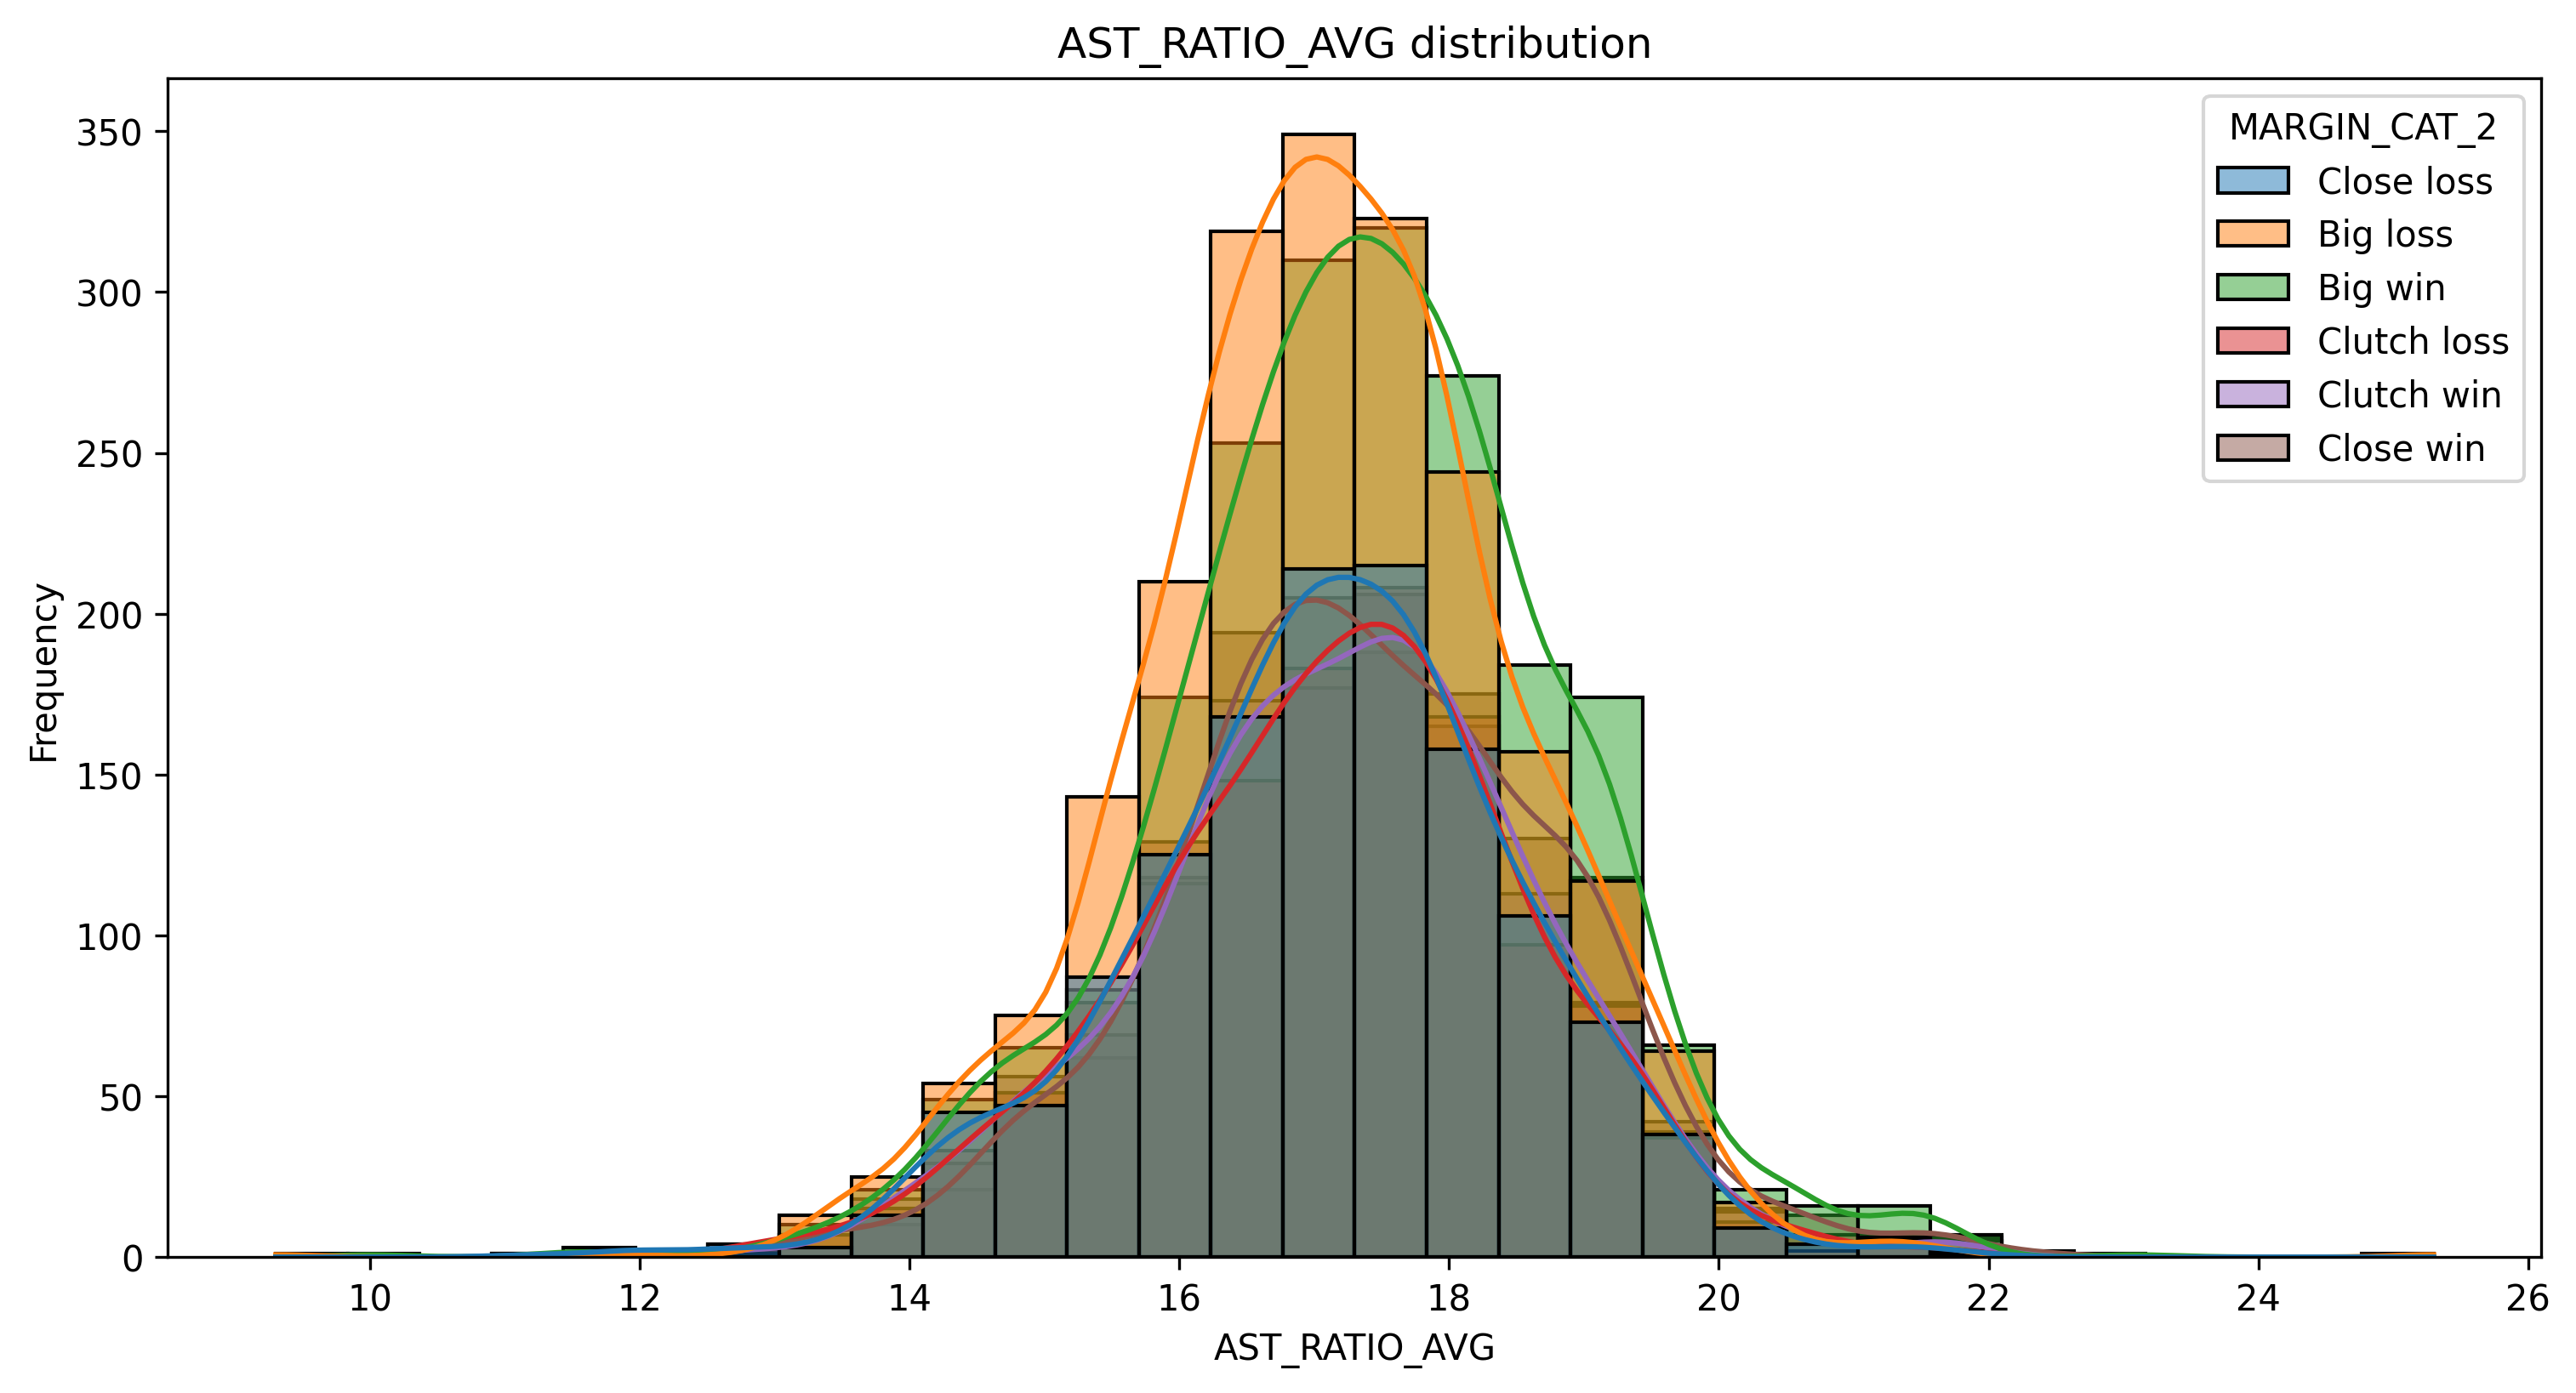 AST_RATIO_AVG distribution
MARGIN_CAT_2
Close loss
Big loss
Big win
Clutch loss
Clutch win
Close win
Frequency
350
300
250
200
150
100
50
0
10 12 14 16 18 20 22 24 26
AST_RATIO_AVG